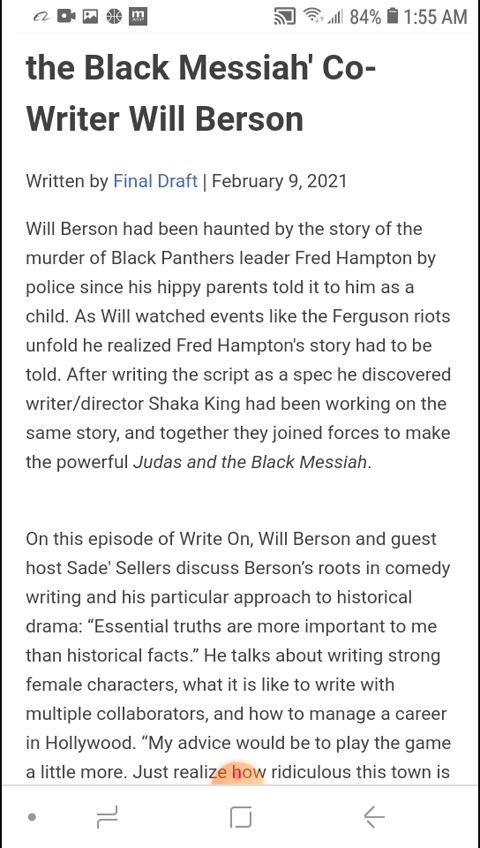 84% 1:55 AM
the Black Messiah' Co-
Writer Will Berson
Written by Final Draft | February 9, 2021
Will Berson had been haunted by the story of the
murder of Black Panthers leader Fred Hampton by
police since his hippy parents told it to him as a
child. As Will watched events like the Ferguson riots
unfold he realized Fred Hampton's story had to be
told. After writing the script as a spec he discovered
writer/director Shaka King had been working on the
same story, and together they joined forces to make
the powerful Judas and the Black Messiah.
On this episode of Write On, Will Berson and guest
host Sade' Sellers discuss Berson’s roots in comedy
writing and his particular approach to historical
drama: “Essential truths are more important to me
than historical facts.” He talks about writing strong
female characters, what it is like to write with
multiple collaborators, and how to manage a career
in Hollywood. “My advice would be to play the game
a little more. Just realize how ridiculous this town is